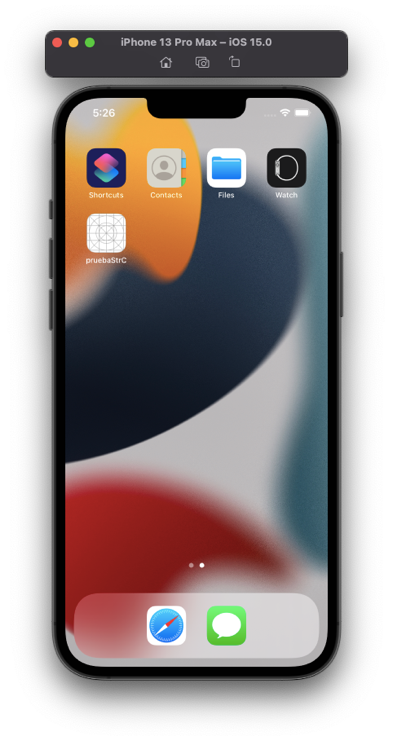 iPhone 13 Pro Max – iOS 15.0
5:26
Shortcuts
Contacts
Files
Watch
pruebaStrC